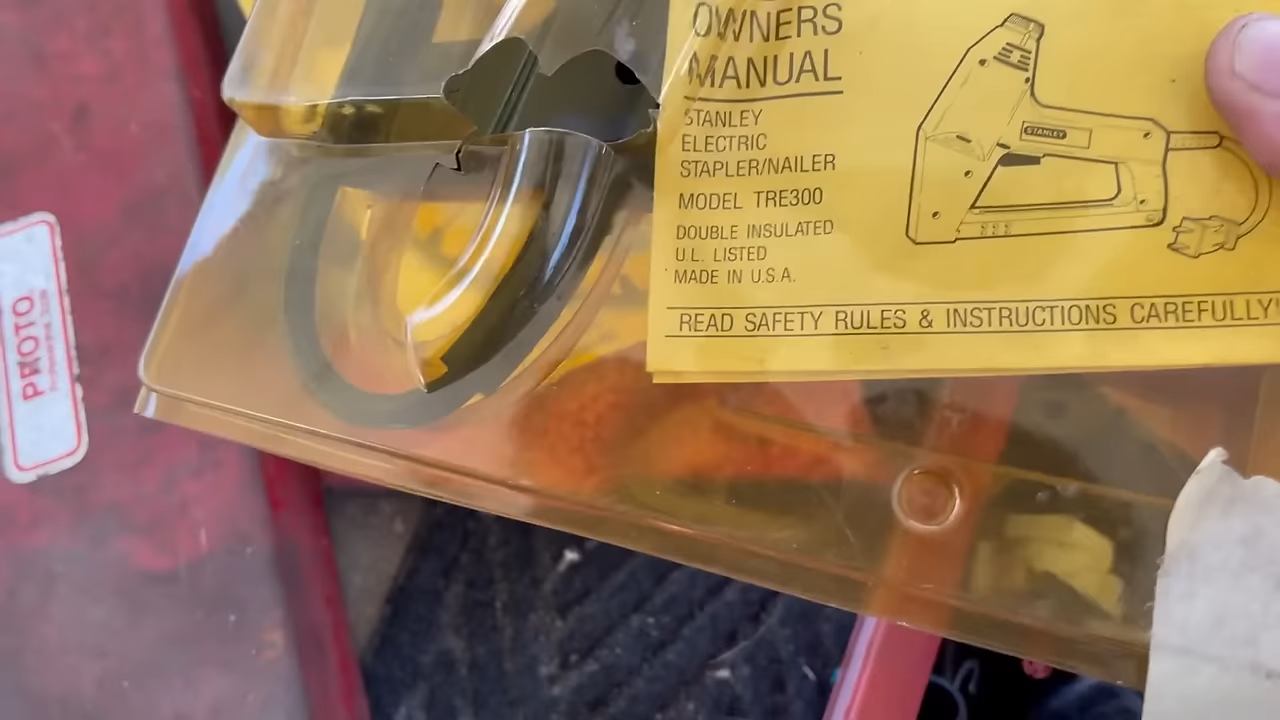 OWNERS
MANUAL
STANLEY
ELECTRIC
STAPLER/NAILER
MODEL TRE300
DOUBLE INSULATED
U.L. LISTED
MADE IN U.S.A.
READ SAFETY RULES & INSTRUCTIONS CAREFULLY!
STANLEY
PROTO